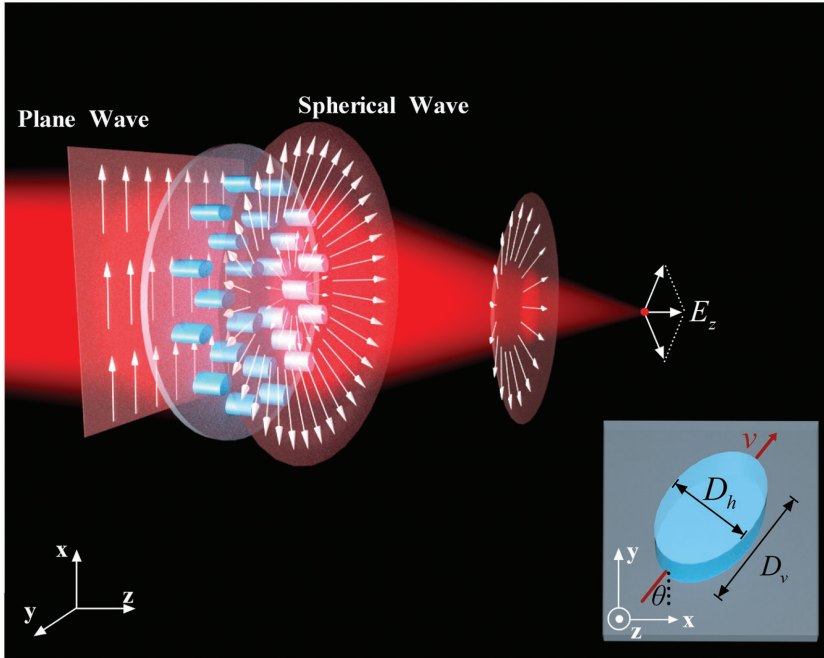 Spherical Wave
Plane Wave
E_z
v
D_h
D_v
θ
x
z
y
y
x
z